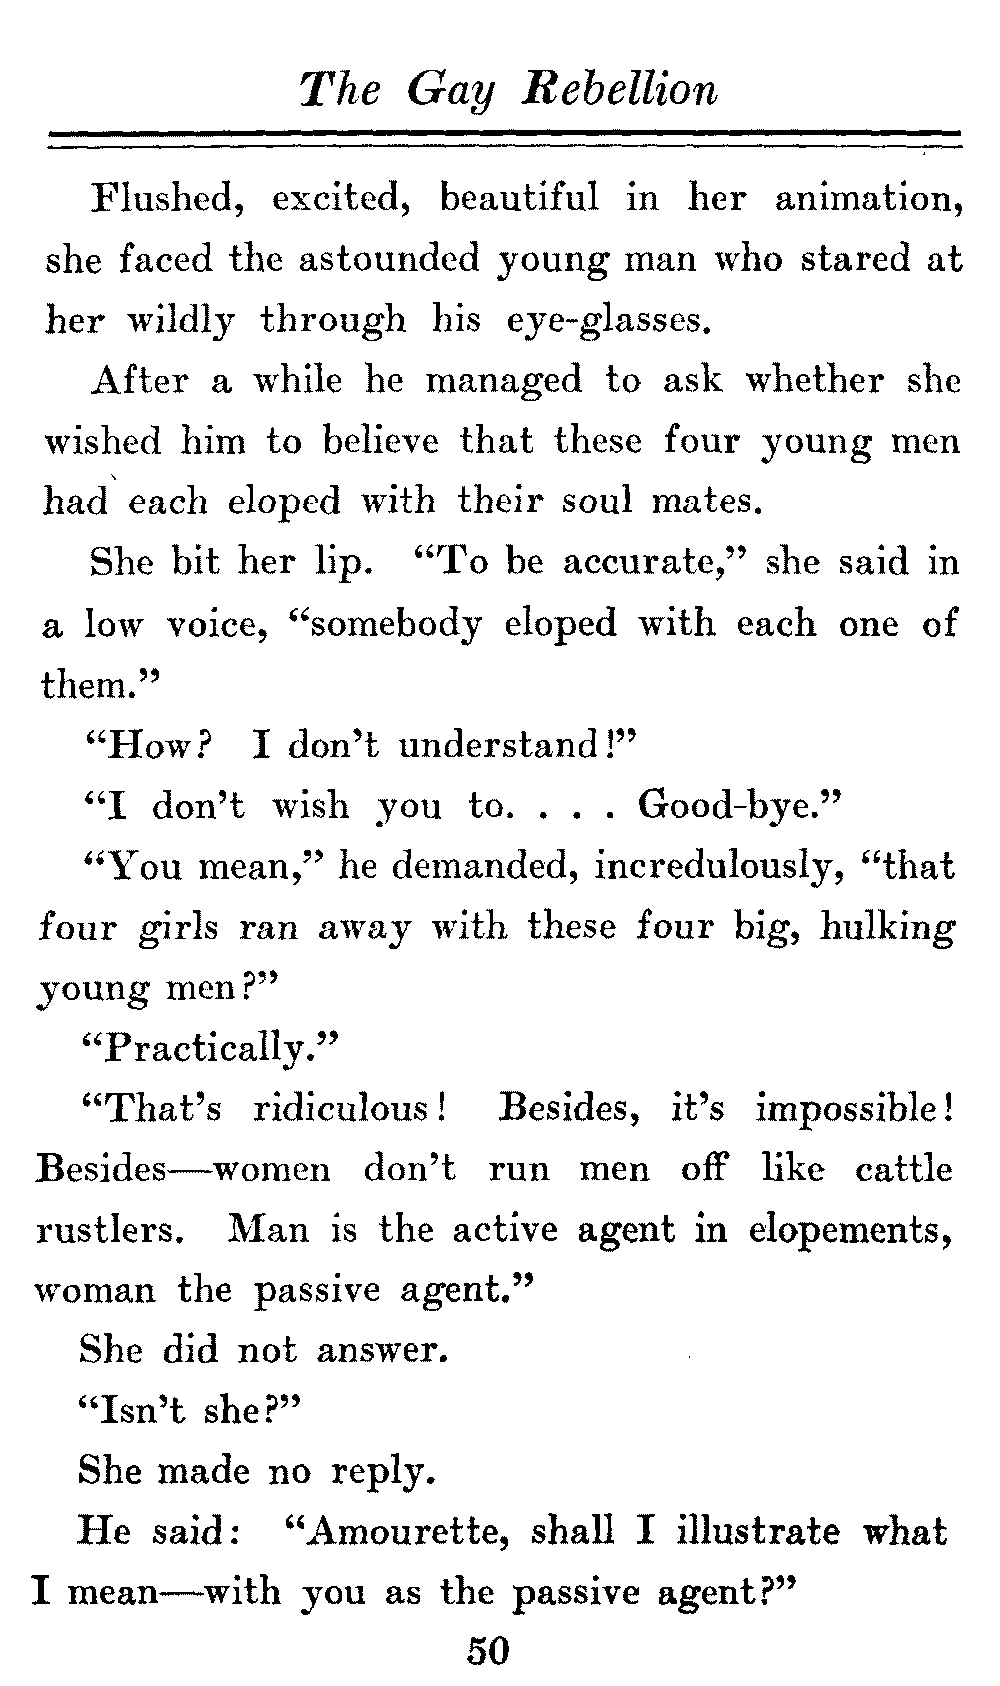 The Gay Rebellion
Flushed, excited, beautiful in her animation,
she faced the astounded young man who stared at
her wildly through his eye-glasses.
After a while he managed to ask whether she
wished him to believe that these four young men
had each eloped with their soul mates.
She bit her lip. “To be accurate,” she said in
a low voice, “somebody eloped with each one of
them.”
“How? I don’t understand!”
“I don’t wish you to. . . . Good-bye.”
“You mean,” he demanded, incredulously, “that
four girls ran away with these four big, hulking
young men?”
“Practically.”
“That’s ridiculous! Besides, it’s impossible!
Besides—women don’t run men off like cattle
rustlers. Man is the active agent in elopements,
woman the passive agent.”
She did not answer.
“Isn’t she?”
She made no reply.
He said: “Amourette, shall I illustrate what
I mean—with you as the passive agent?”
50